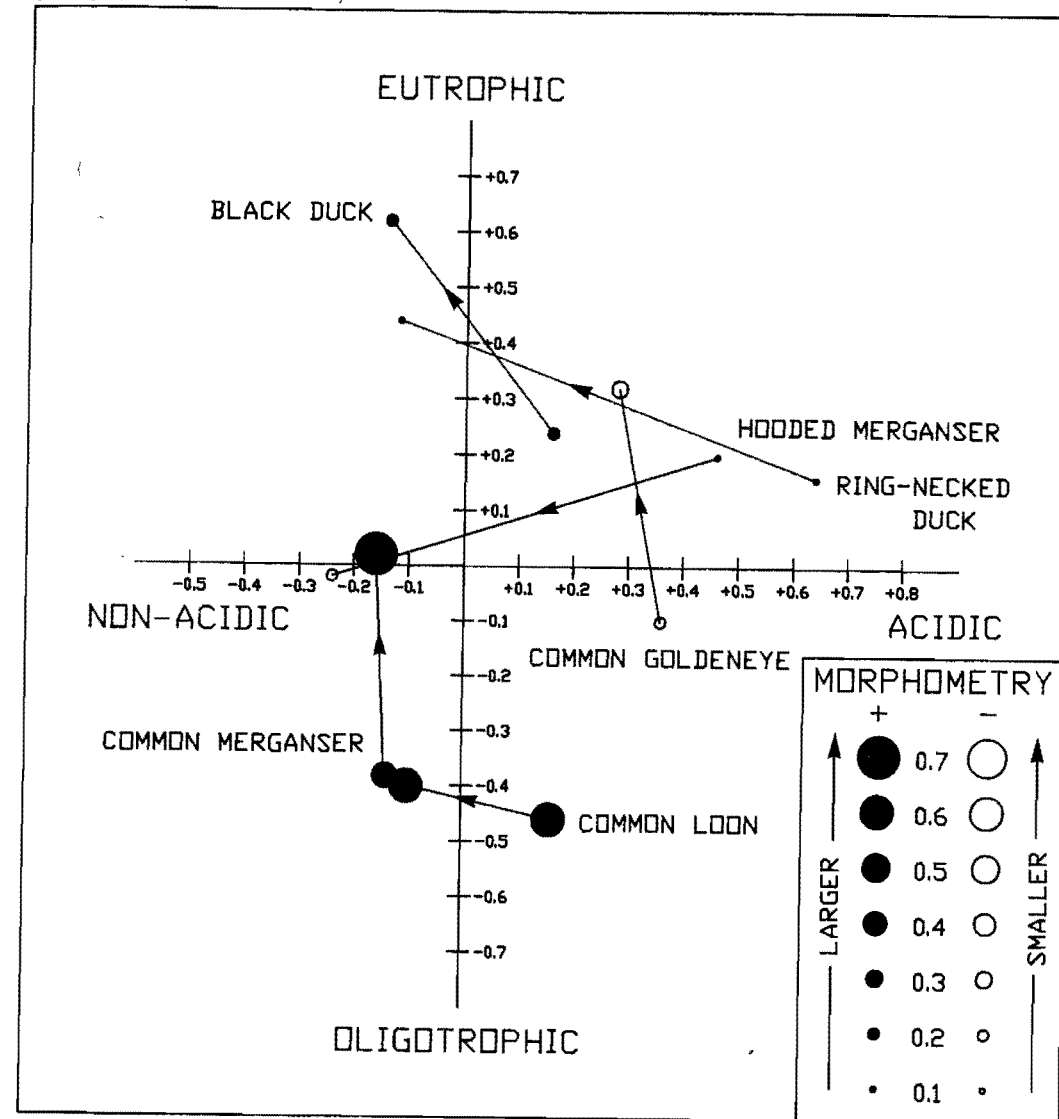 EUTROPHIC
+0.7
BLACK DUCK
+0.6
+0.5
+0.4
+0.3
HOODED MERGANSER
+0.2
RING-NECKED
DUCK
+0.1
-0.5 -0.4 -0.3 -0.2 -0.1 +0.1 +0.2 +0.3 +0.4 +0.5 +0.6 +0.7 +0.8
NON-ACIDIC
ACIDIC
-0.1
COMMON GOLDENEYE
-0.2
-0.3
COMMON MERGANSER
-0.4
COMMON LOON
-0.5
-0.6
-0.7
OLIGOTROPHIC
MORPHOMETRY
+ -
0.7
0.6
0.5
0.4
0.3
0.2
0.1
LARGER
SMALLER